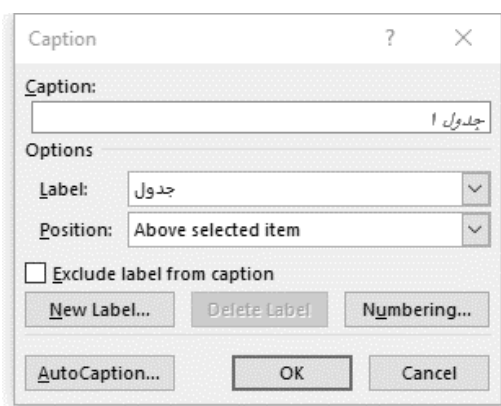 Caption ?
Caption:
جدول ۱
Options
Label: جدول
Position: Above selected item
Exclude label from caption
New Label... Delete Label Numbering...
AutoCaption... OK Cancel